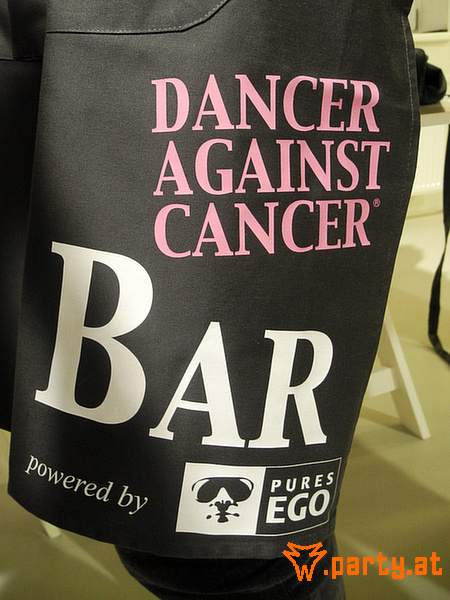 DANCER
AGAINST
CANCER®
BAR
powered by
PURES
EGO
.party.at